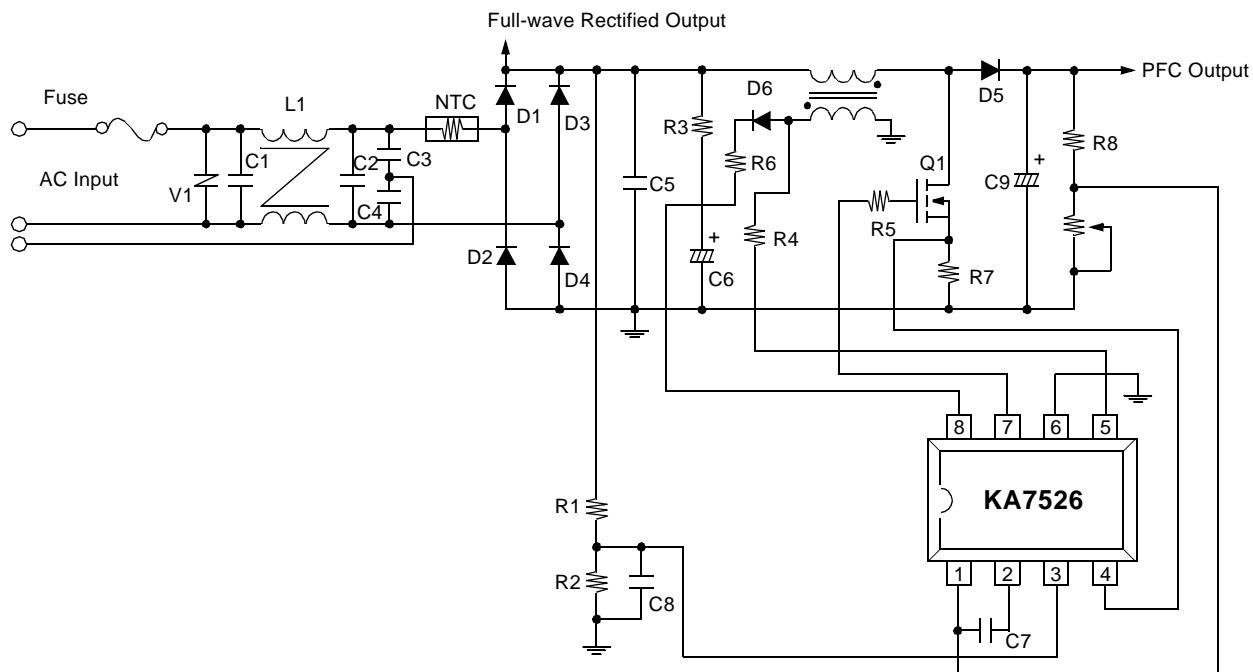 Full-wave Rectified Output
Fuse
L1
NTC
D1
D3
D6
D5
PFC Output
R3
R6
R8
AC Input
V1
C1
C2
C3
C4
C5
Q1
C9
R4
R5
D2
D4
C6
R7
8
7
6
5
R1
KA7526
R2
C8
1
2
3
4
C7